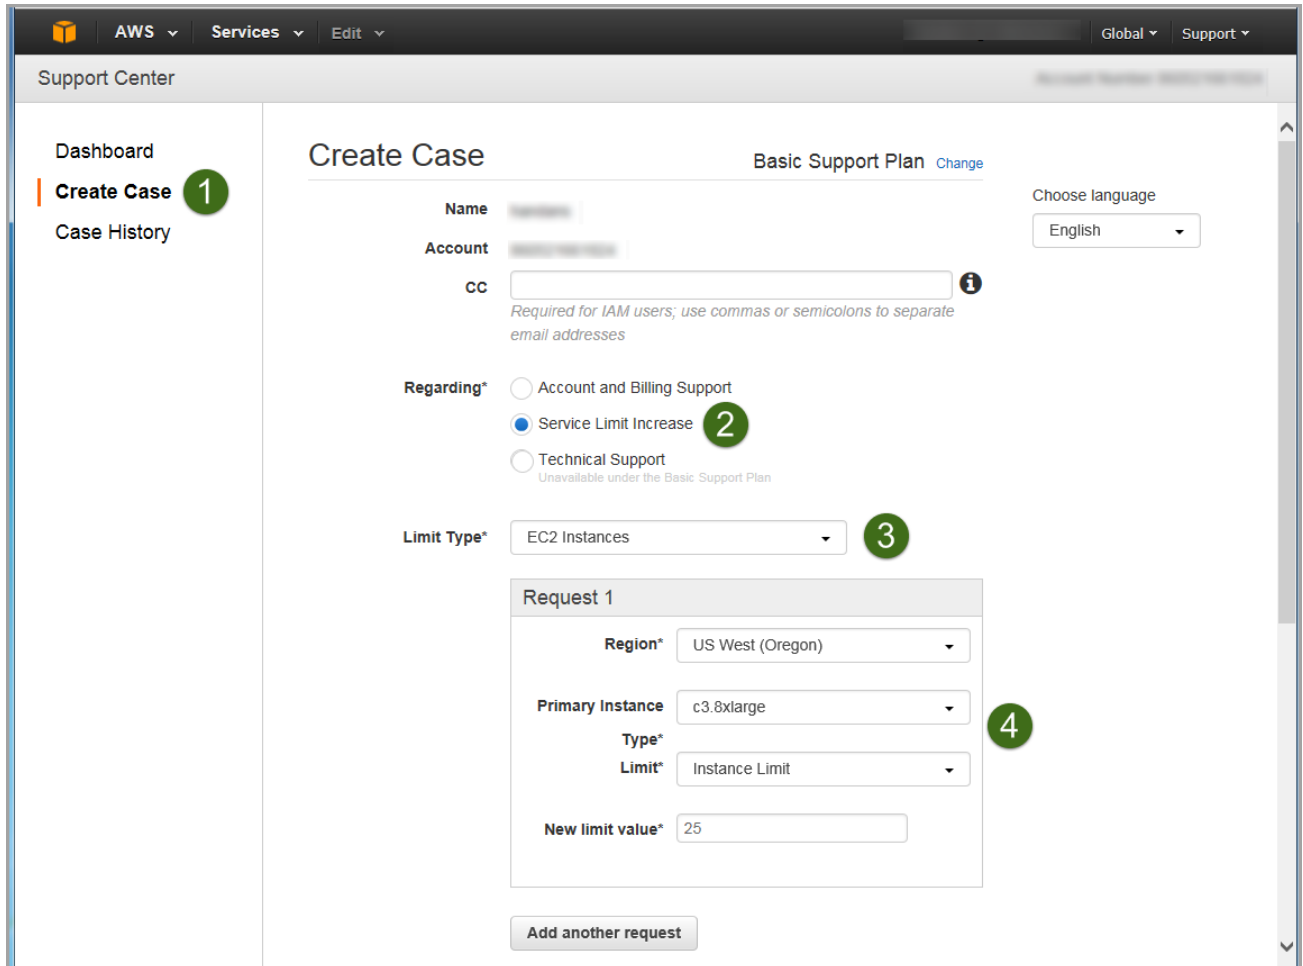 AWS Services Edit Global Support
Support Center
Dashboard
Create Case 1
Case History
Create Case
Basic Support Plan Change
Choose language
English
Name
Account
CC
Required for IAM users; use commas or semicolons to separate
email addresses
Regarding*
Account and Billing Support
Service Limit Increase 2
Technical Support
Unavailable under the Basic Support Plan
Limit Type* EC2 Instances 3
Request 1
Region* US West (Oregon)
Primary Instance c3.8xlarge
Type*
4
Limit* Instance Limit
New limit value* 25
Add another request